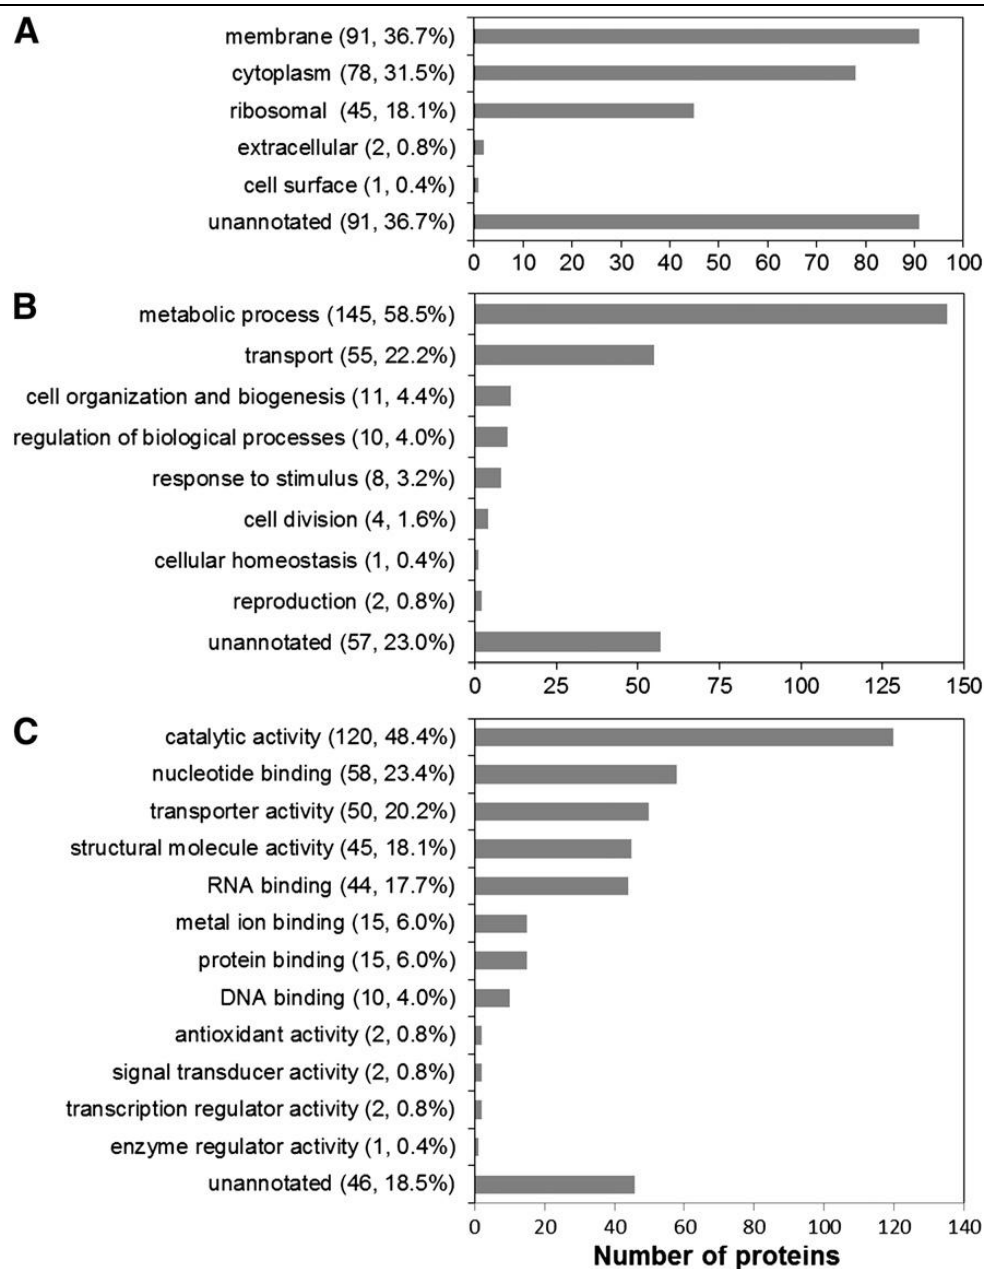 A
membrane (91, 36.7%)
cytoplasm (78, 31.5%)
ribosomal (45, 18.1%)
extracellular (2, 0.8%)
cell surface (1, 0.4%)
unannotated (91, 36.7%)
0 10 20 30 40 50 60 70 80 90 100
B
metabolic process (145, 58.5%)
transport (55, 22.2%)
cell organization and biogenesis (11, 4.4%)
regulation of biological processes (10, 4.0%)
response to stimulus (8, 3.2%)
cell division (4, 1.6%)
cellular homeostasis (1, 0.4%)
reproduction (2, 0.8%)
unannotated (57, 23.0%)
0 25 50 75 100 125 150
C
catalytic activity (120, 48.4%)
nucleotide binding (58, 23.4%)
transporter activity (50, 20.2%)
structural molecule activity (45, 18.1%)
RNA binding (44, 17.7%)
metal ion binding (15, 6.0%)
protein binding (15, 6.0%)
DNA binding (10, 4.0%)
antioxidant activity (2, 0.8%)
signal transducer activity (2, 0.8%)
transcription regulator activity (2, 0.8%)
enzyme regulator activity (1, 0.4%)
unannotated (46, 18.5%)
0 20 40 60 80 100 120 140
Number of proteins